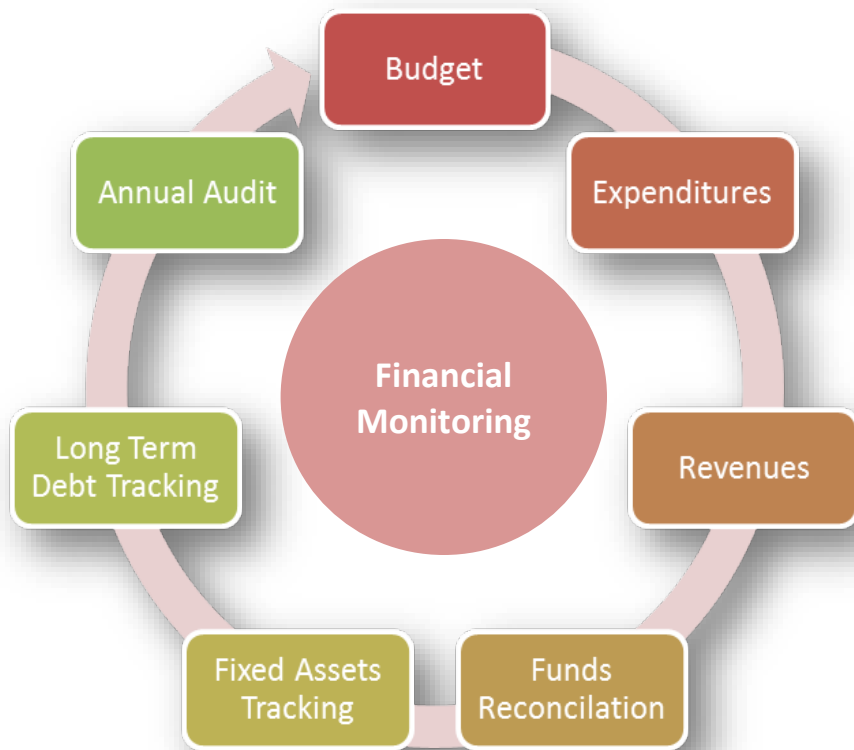 Budget
Expenditures
Revenues
Funds
Reconcilation
Fixed Assets
Tracking
Long Term
Debt Tracking
Annual Audit
Financial
Monitoring